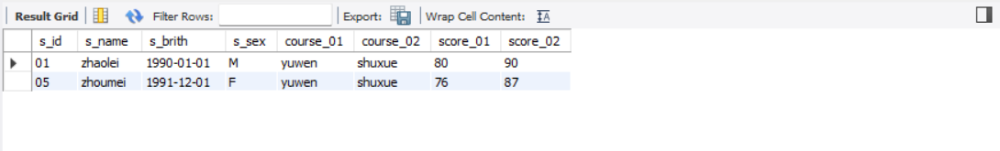 Result Grid Filter Rows: Export: Wrap Cell Content: IA
s_id s_name s_brith s_sex course_01 course_02 score_01 score_02
01 zhaolei 1990-01-01 M yuwen shuxue 80 90
05 zhoumei 1991-12-01 F yuwen shuxue 76 87